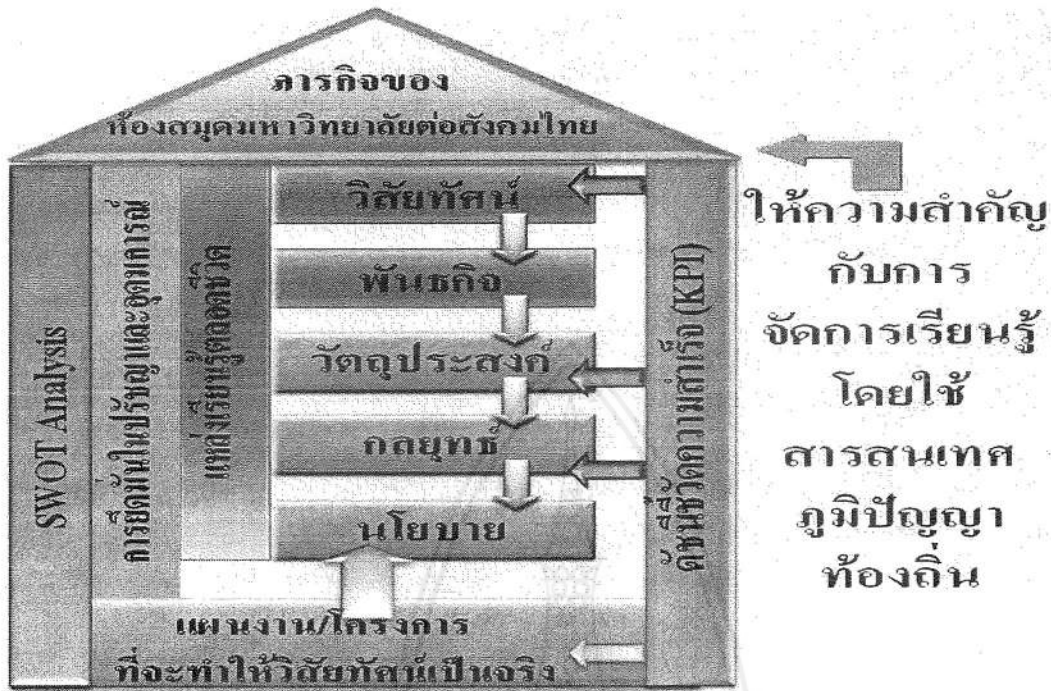 ภารกิจของ
ห้องสมุดมหาวิทยาลัยต่อสังคมไทย
SWOT Analysis
การยึดมั่นในปรัชญาและอุดมการณ์
แหล่งเรียนรู้ตลอดชีวิต
วิสัยทัศน์
พันธกิจ
วัตถุประสงค์
กลยุทธ์
นโยบาย
แผนงาน/โครงการ
ที่จะทำให้วิสัยทัศน์เป็นจริง
ดัชนีชี้วัดความสำเร็จ (KPI)
ให้ความสำคัญ
กับการ
จัดการเรียนรู้
โดยใช้
สารสนเทศ
ภูมิปัญญา
ท้องถิ่น